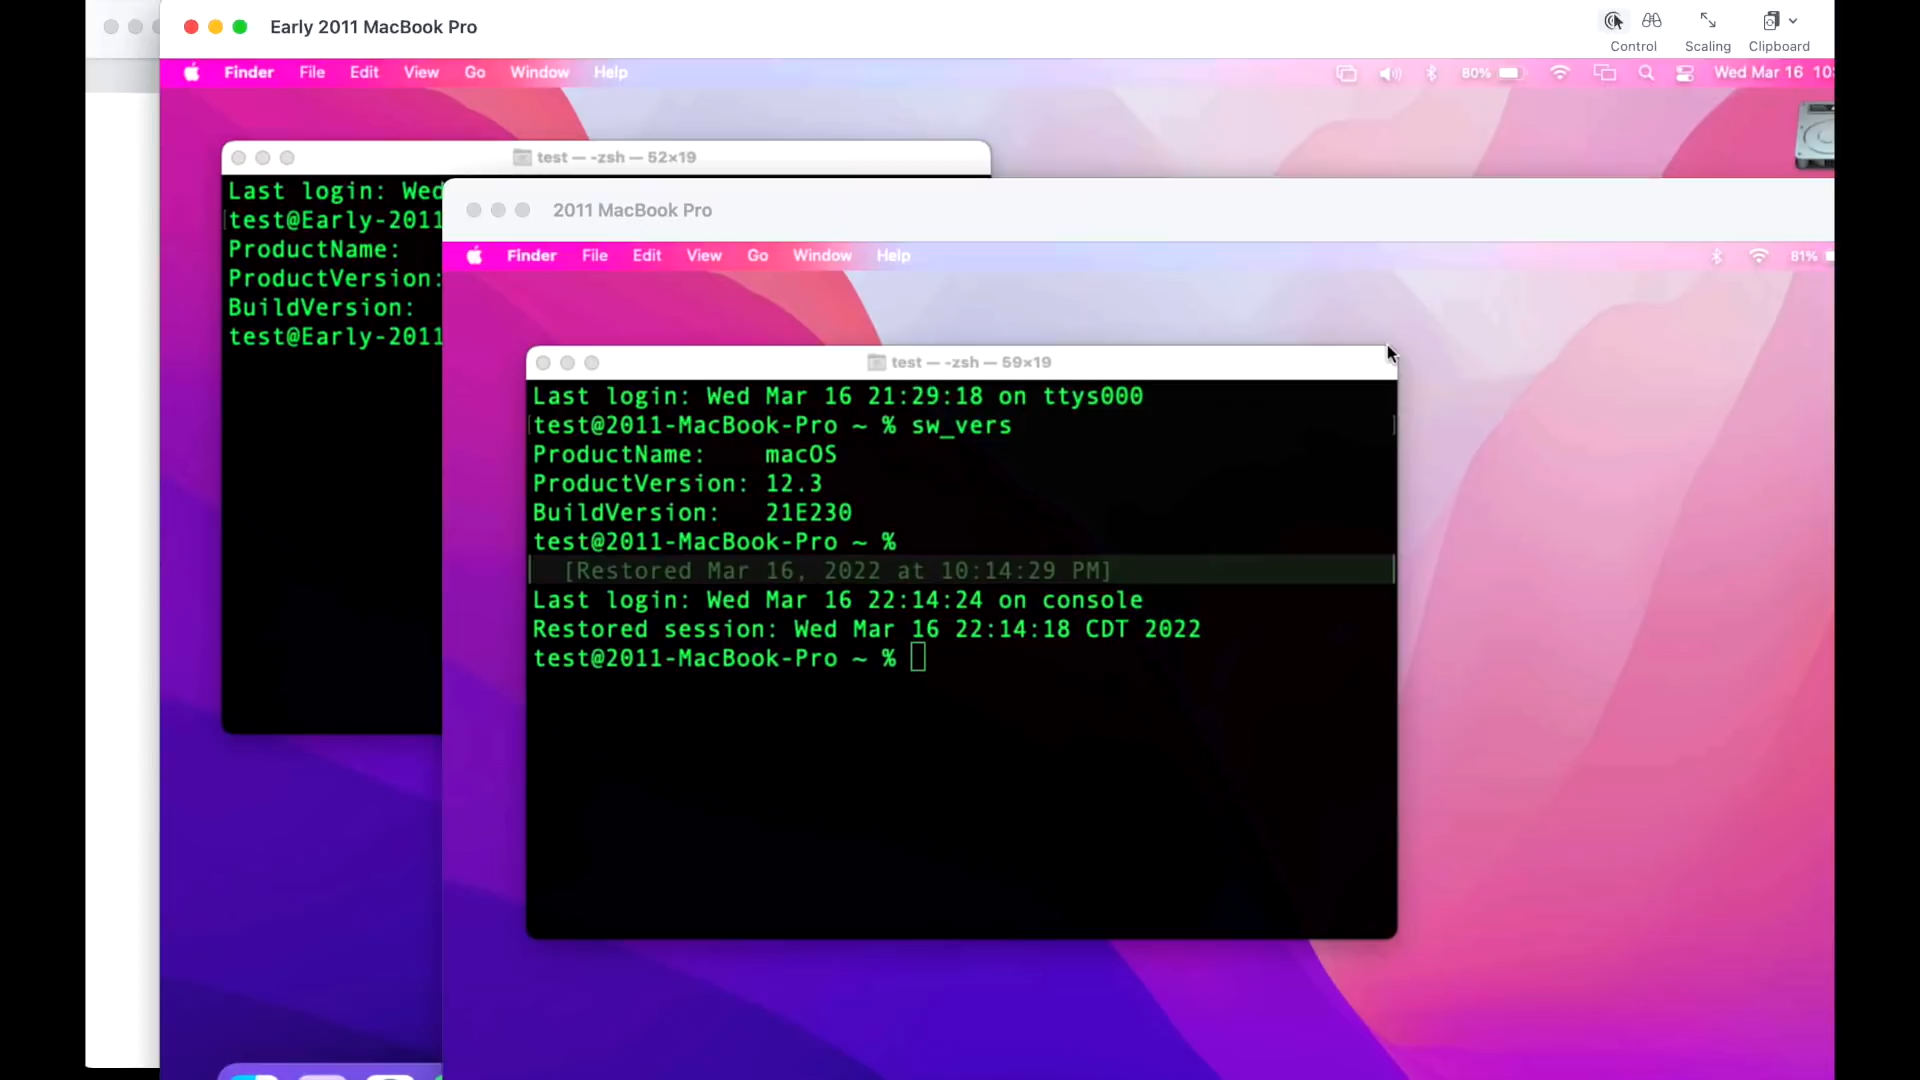 Early 2011 MacBook Pro
Control Scaling Clipboard
Finder File Edit View Go Window Help
80%
Wed Mar 16 10:
test — -zsh — 52×19
Last login: Wed
test@Early-2011
ProductName:
ProductVersion:
BuildVersion:
test@Early-2011
2011 MacBook Pro
Finder File Edit View Go Window Help
81%
test — -zsh — 59×19
Last login: Wed Mar 16 21:29:18 on ttys000
test@2011-MacBook-Pro ~ % sw_vers
ProductName: macOS
ProductVersion: 12.3
BuildVersion: 21E230
test@2011-MacBook-Pro ~ %
[Restored Mar 16, 2022 at 10:14:29 PM]
Last login: Wed Mar 16 22:14:24 on console
Restored session: Wed Mar 16 22:14:18 CDT 2022
test@2011-MacBook-Pro ~ %